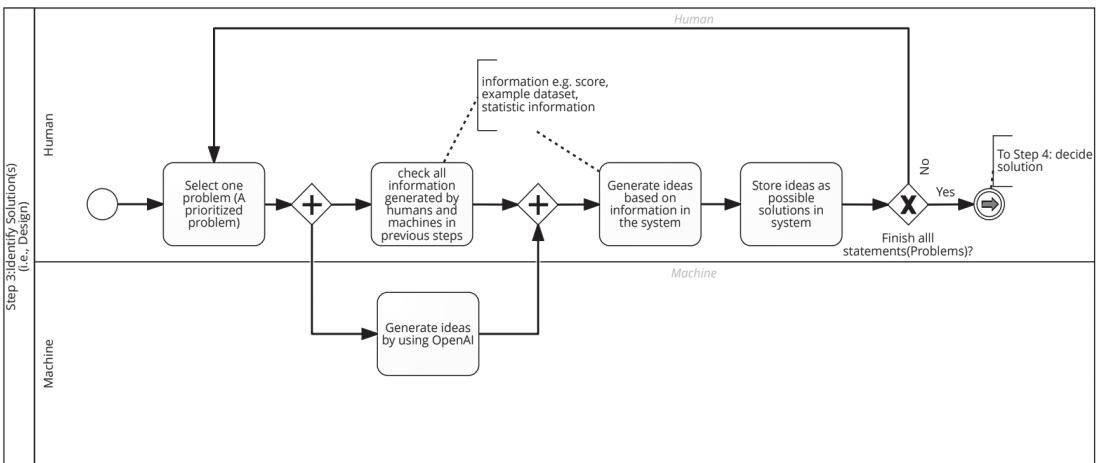 Human
Step 3:Identify Solution(s)
(i.e., Design)
Human
information e.g. score,
example dataset,
statistic information
Select one
problem (A
prioritized
problem)
check all
information
generated by
humans and
machines in
previous steps
Generate ideas
based on
information in
the system
Store ideas as
possible
solutions in
system
No
Yes
Finish alll
statements(Problems)?
To Step 4: decide
solution
Machine
Machine
Generate ideas
by using OpenAI